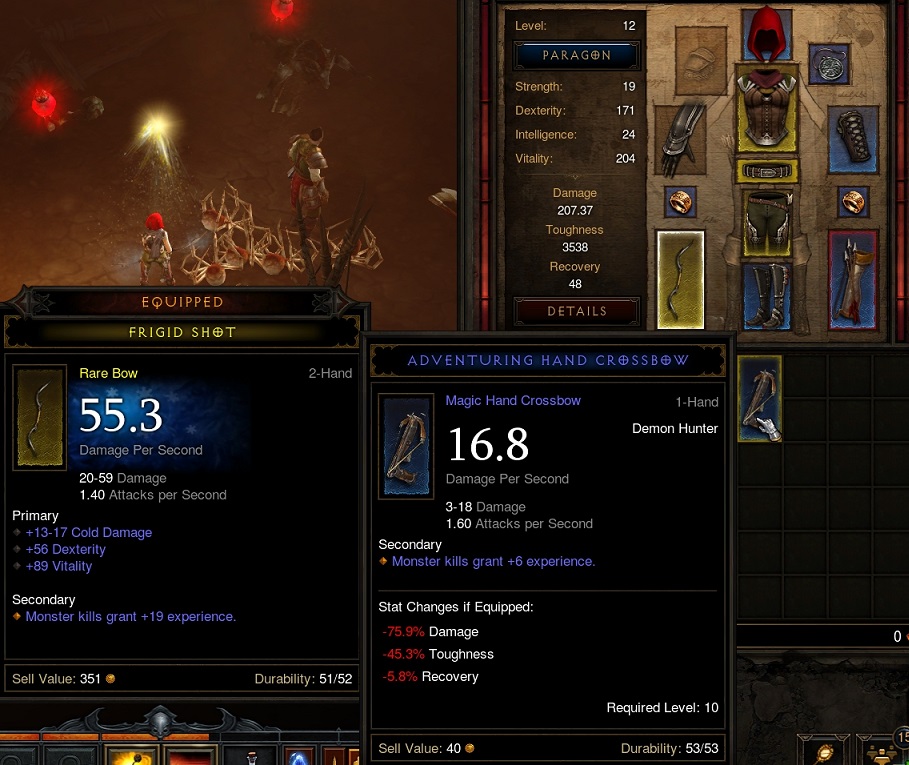 Level: 12
PARAGON
Strength: 19
Dexterity: 171
Intelligence: 24
Vitality: 204
Damage
207.37
Toughness
3538
Recovery
48
DETAILS
EQUIPPED
FRIGID SHOT
Rare Bow 2-Hand
55.3
Damage Per Second
20-59 Damage
1.40 Attacks per Second
Primary
+13-17 Cold Damage
+56 Dexterity
+89 Vitality
Secondary
Monster kills grant +19 experience.
Sell Value: 351 Durability: 51/52
ADVENTURING HAND CROSSBOW
Magic Hand Crossbow 1-Hand
Demon Hunter
16.8
Damage Per Second
3-18 Damage
1.60 Attacks per Second
Secondary
Monster kills grant +6 experience.
Stat Changes if Equipped:
-75.9% Damage
-45.3% Toughness
-5.8% Recovery
Required Level: 10
Sell Value: 40 Durability: 53/53
0